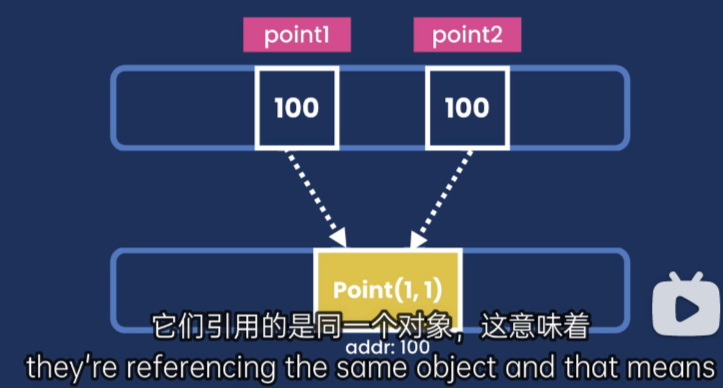 point1 point2
100 100
Point(1, 1)
它们引用的是同一个对象，这意味着
addr: 100
they're referencing the same object and that means